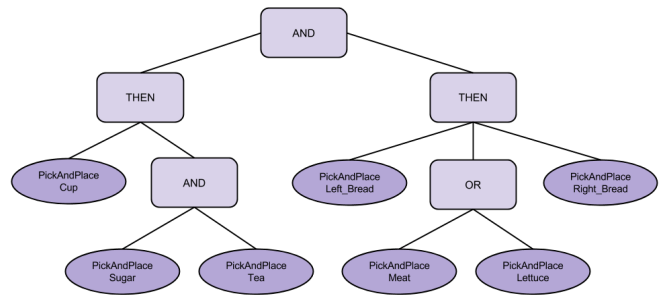 AND
THEN
THEN
PickAndPlace
Cup
AND
PickAndPlace
Left_Bread
OR
PickAndPlace
Right_Bread
PickAndPlace
Sugar
PickAndPlace
Tea
PickAndPlace
Meat
PickAndPlace
Lettuce